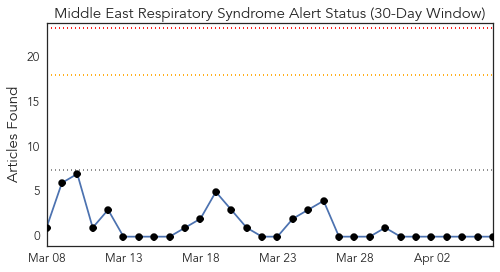 Middle East Respiratory Syndrome Alert Status (30-Day Window)
Articles Found
20
15
10
5
0
Mar 08 Mar 13 Mar 18 Mar 23 Mar 28 Apr 02